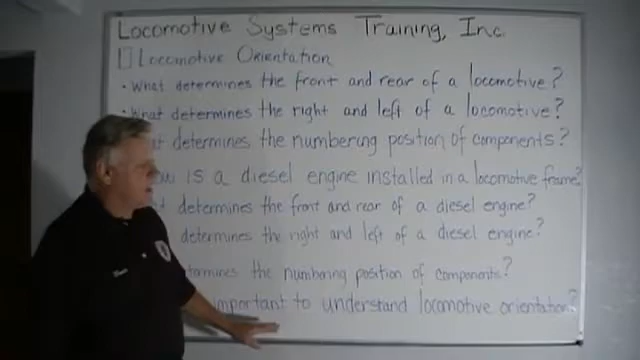 Locomotive Systems Training, Inc.
Locomotive Orientation
• What determines the front and rear of a locomotive?
• What determines the right and left of a locomotive?
determines the numbering position of components?
is a diesel engine installed in a locomotive frame?
determines the front and rear of a diesel engine?
determines the right and left of a diesel engine?
the numbering position of components?
important to understand locomotive orientation?